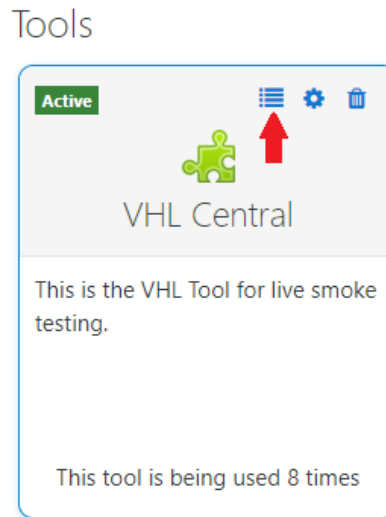 Tools
Active
VHL Central
This is the VHL Tool for live smoke
testing.
This tool is being used 8 times